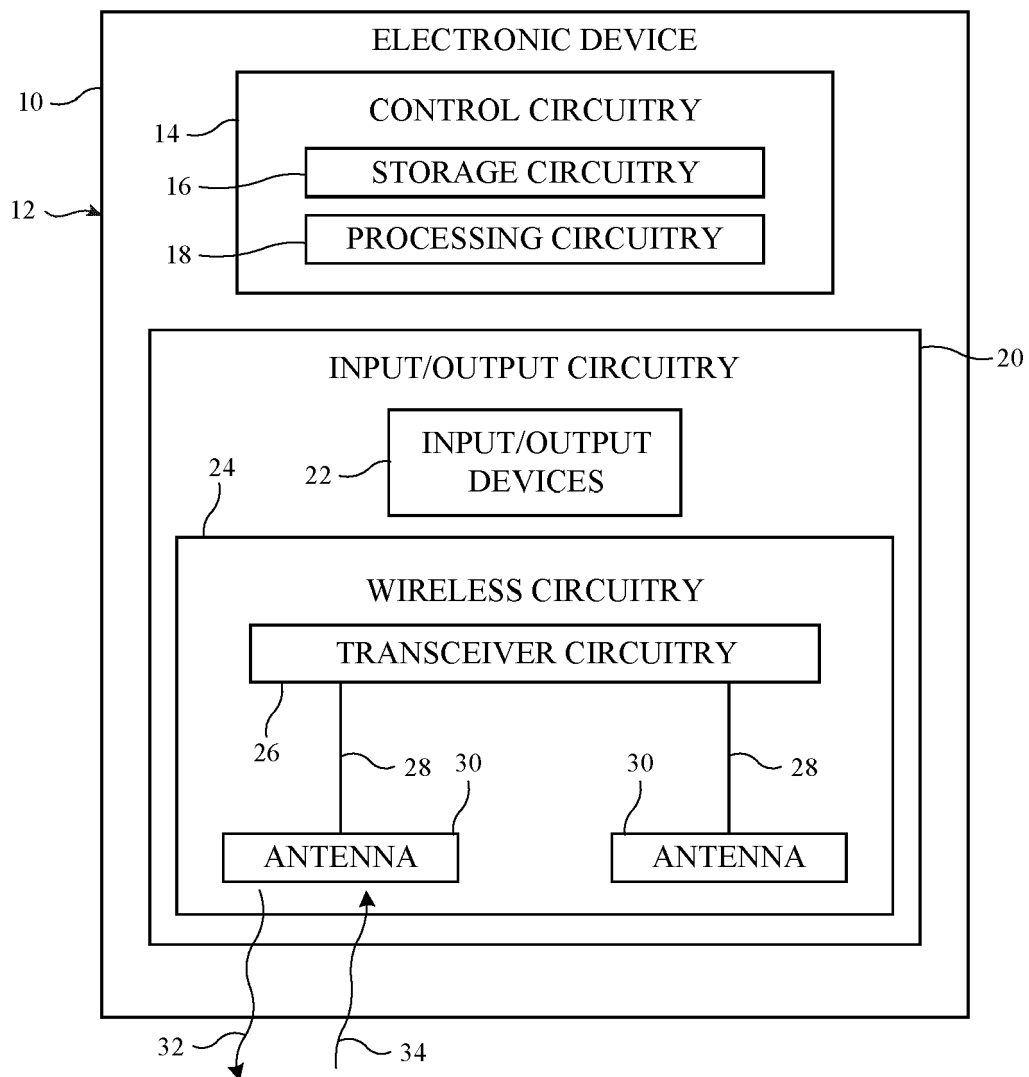 ELECTRONIC DEVICE
10
CONTROL CIRCUITRY
14
STORAGE CIRCUITRY
16
12
PROCESSING CIRCUITRY
18
INPUT/OUTPUT CIRCUITRY
20
INPUT/OUTPUT
DEVICES
22
24
WIRELESS CIRCUITRY
TRANSCEIVER CIRCUITRY
26
28
30
30
28
ANTENNA
ANTENNA
32
34